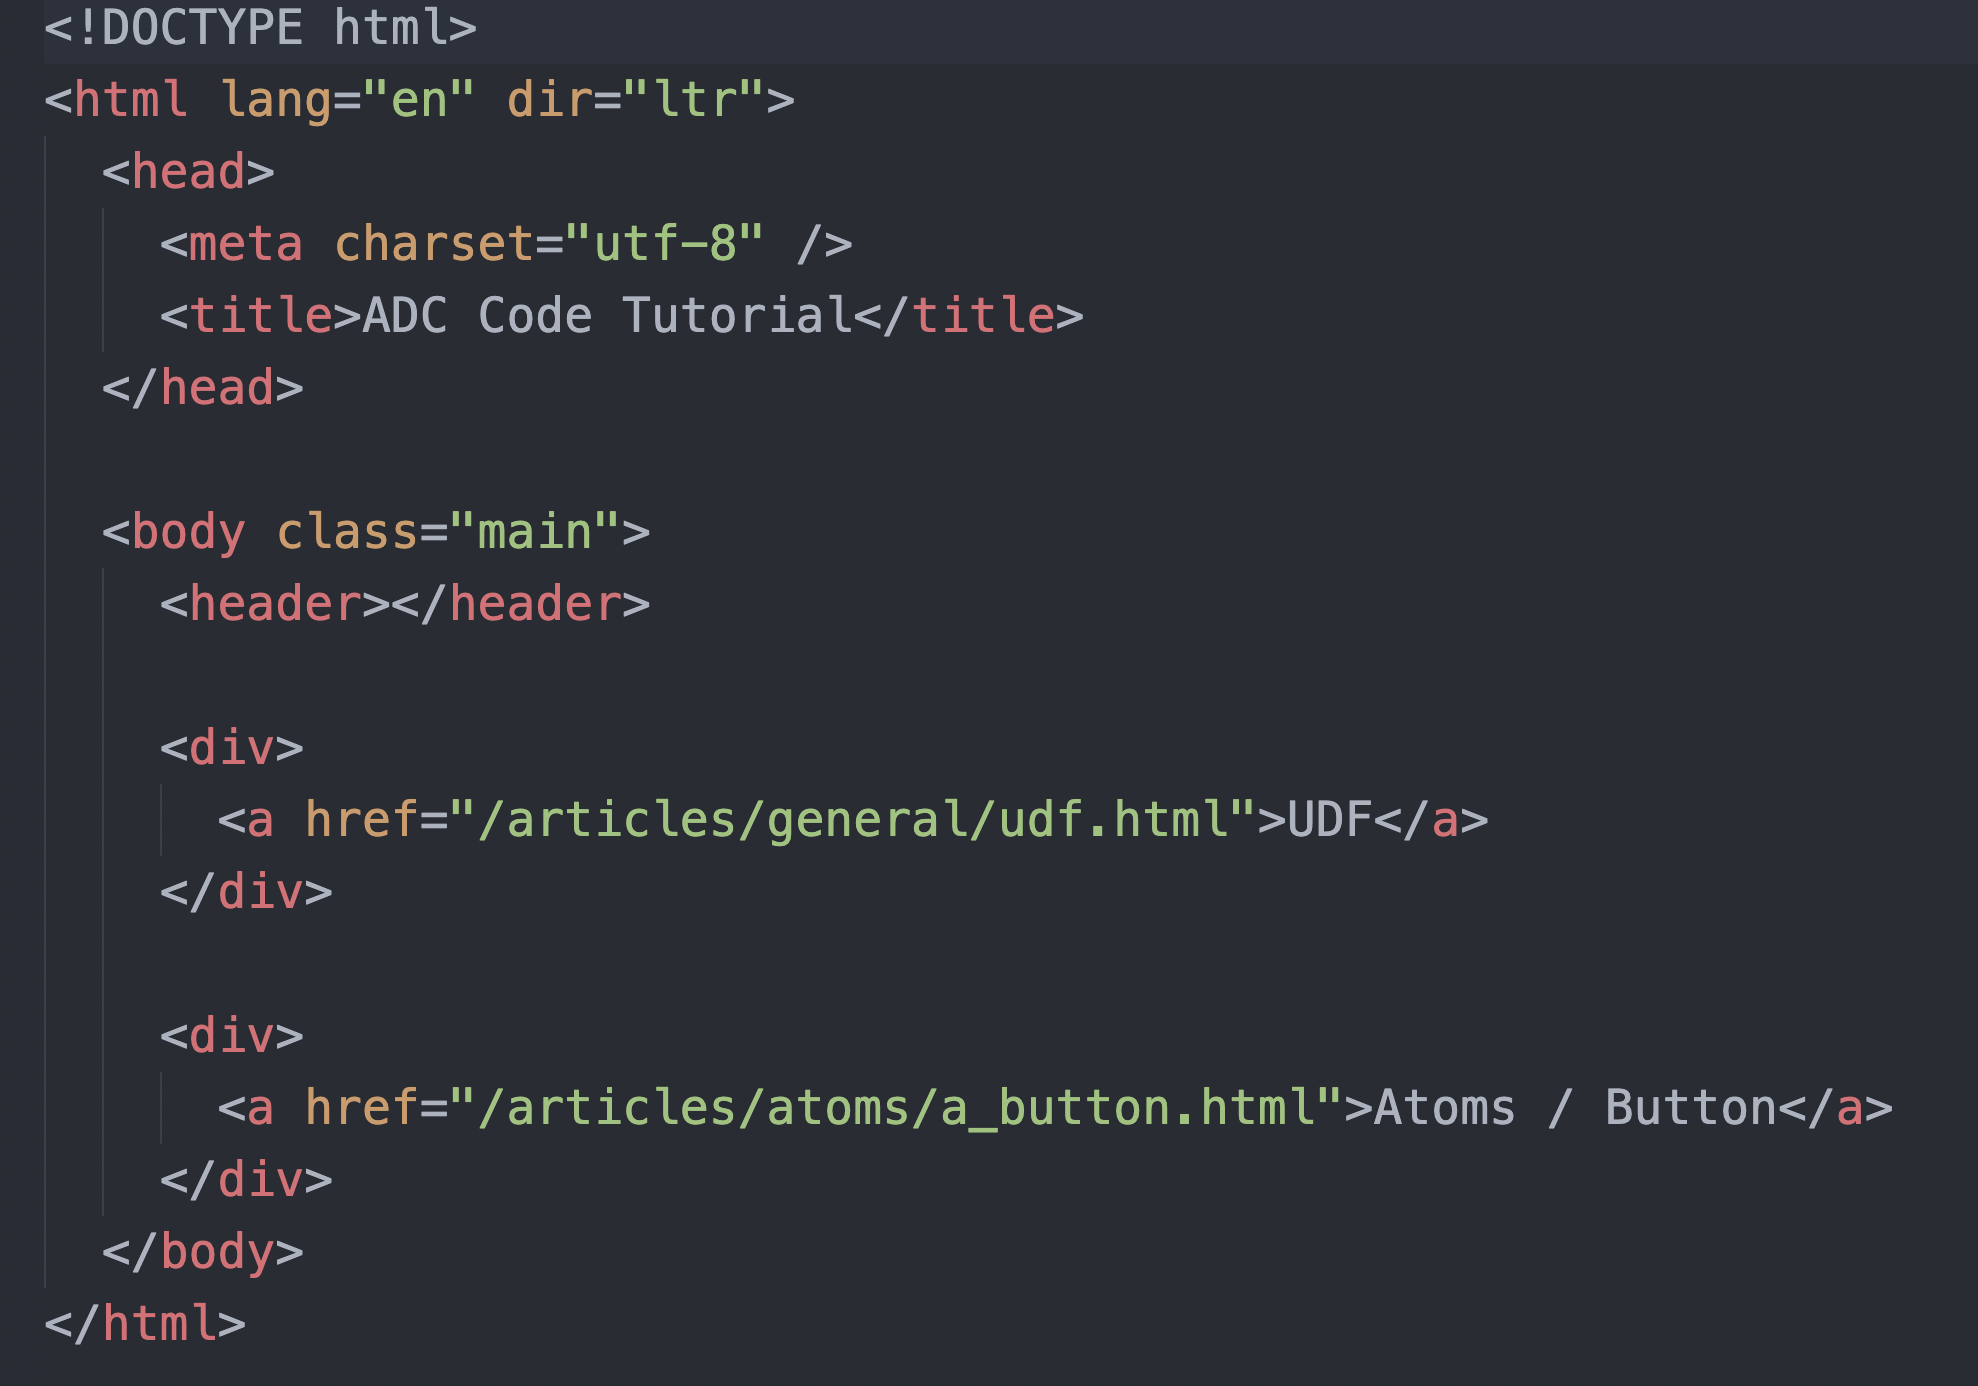 <!DOCTYPE html>
<html lang="en" dir="ltr">
  <head>
    <meta charset="utf-8" />
    <title>ADC Code Tutorial</title>
  </head>

  <body class="main">
    <header></header>

    <div>
      <a href="/articles/general/udf.html">UDF</a>
    </div>

    <div>
      <a href="/articles/atoms/a_button.html">Atoms / Button</a>
    </div>
  </body>
</html>